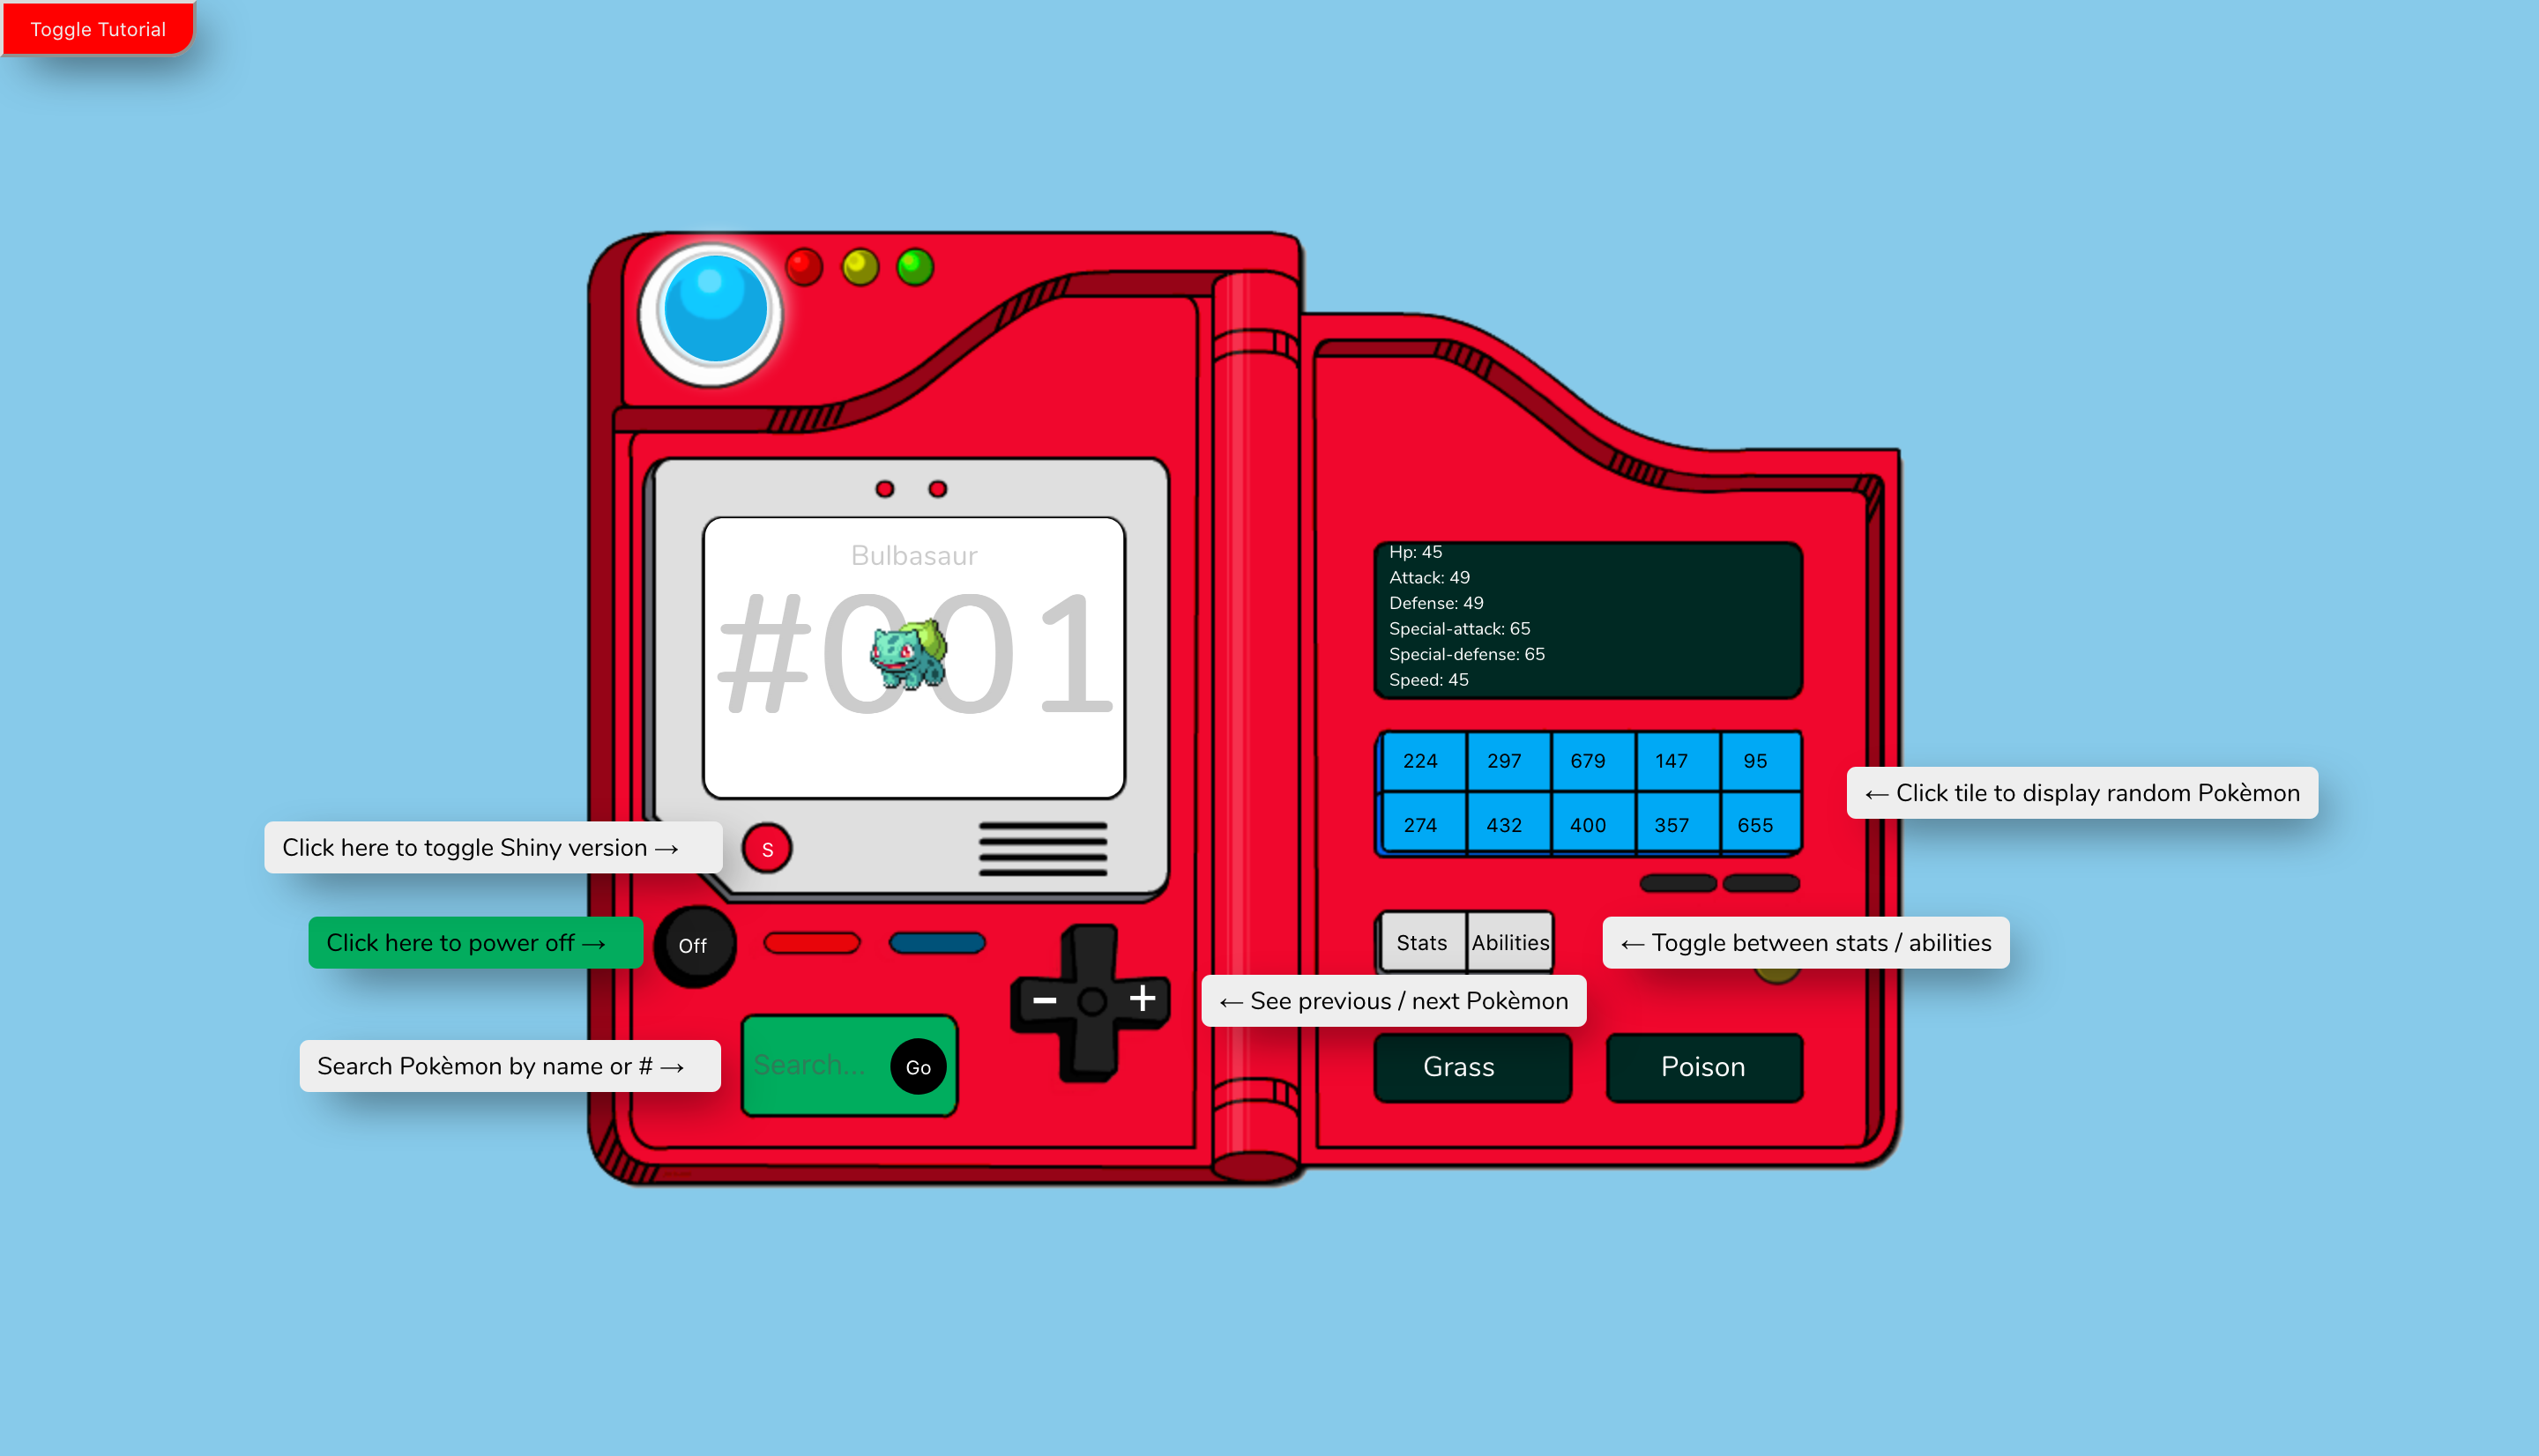 Toggle Tutorial
Bulbasaur
#001
Hp: 45
Attack: 49
Defense: 49
Special-attack: 65
Special-defense: 65
Speed: 45
224 297 679 147 95
274 432 400 357 655
← Click tile to display random Pokèmon
Click here to toggle Shiny version →
S
Click here to power off →
Off
Stats Abilities
← Toggle between stats / abilities
− +
← See previous / next Pokèmon
Search Pokèmon by name or # →
Search...
Go
Grass
Poison